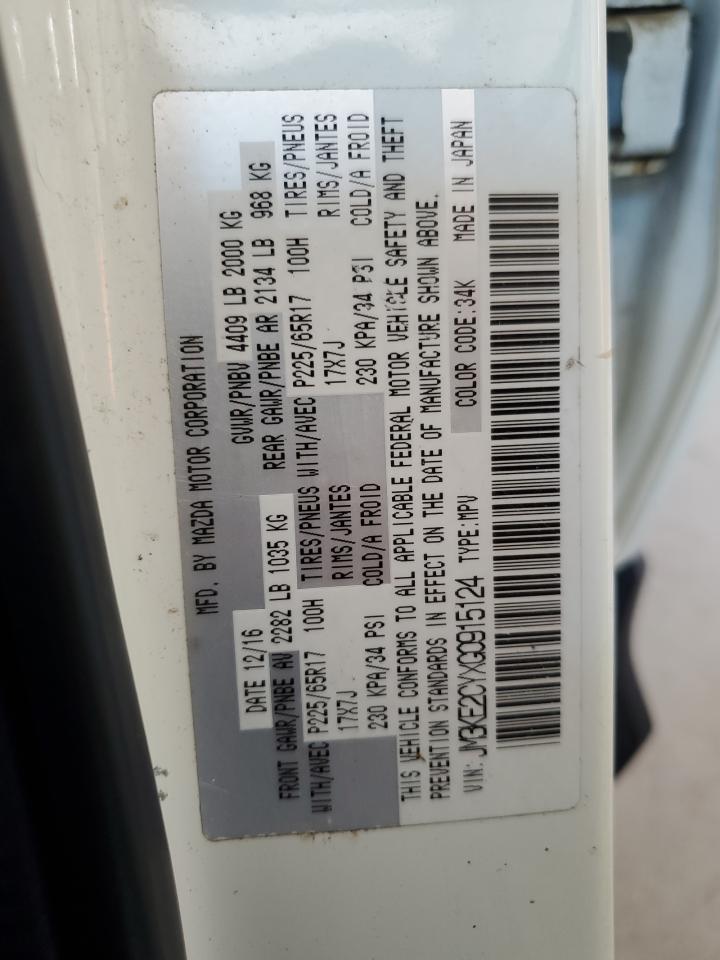 MFD. BY MAZDA MOTOR CORPORATION
DATE 12/16 GVWR/PNBV 4409 LB 2000 KG
FRONT GAWR/PNBE AV 2282 LB 1035 KG REAR GAWR/PNBE AR 2134 LB 968 KG
WITH/AVEC P225/65R17 100H TIRES/PNEUS WITH/AVEC P225/65R17 100H TIRES/PNEUS
17X7J RIMS/JANTES 17X7J RIMS/JANTES
230 KPA/34 PSI COLD/A FROID 230 KPA/34 PSI COLD/A FROID
THIS VEHICLE CONFORMS TO ALL APPLICABLE FEDERAL MOTOR VEHICLE SAFETY AND THEFT
PREVENTION STANDARDS IN EFFECT ON THE DATE OF MANUFACTURE SHOWN ABOVE.
VIN: JM3KE2CYXG0915124 TYPE:MPV COLOR CODE:34K MADE IN JAPAN